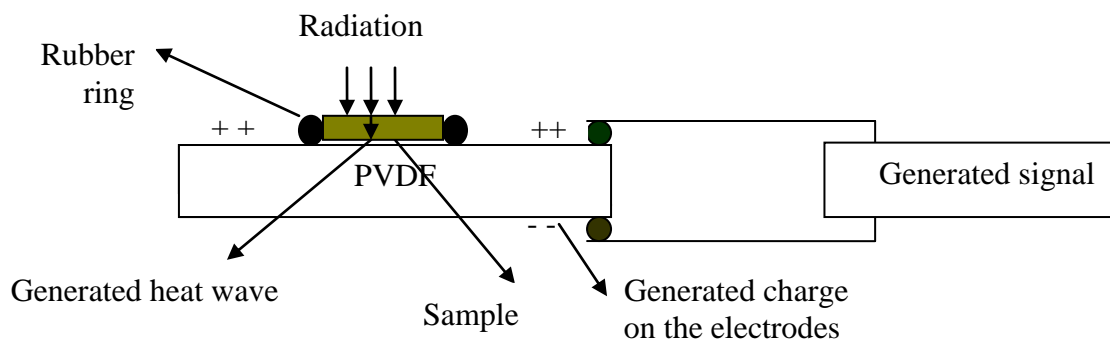 Radiation
Rubber
ring
+ +
++
PVDF
Generated signal
- -
Generated heat wave
Sample
Generated charge
on the electrodes